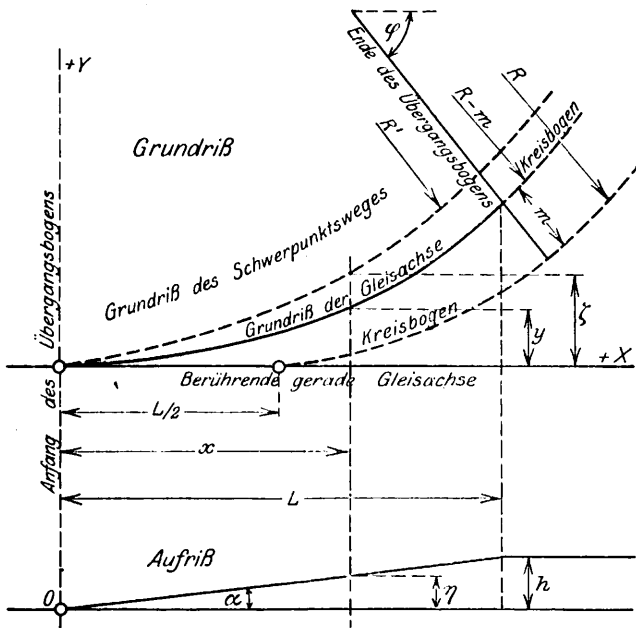 φ
+Y
Ende des Übergangsbogens
R
R-m
Kreisbogen
R'
Grundriß
m
Grundriß des Schwerpunktsweges
Grundriß der Gleisachse
Kreisbogen
ζ
y
+X
Berührende gerade Gleisachse
L/2
x
L
Anfang des Übergangsbogens
Aufriß
O
α
η
h